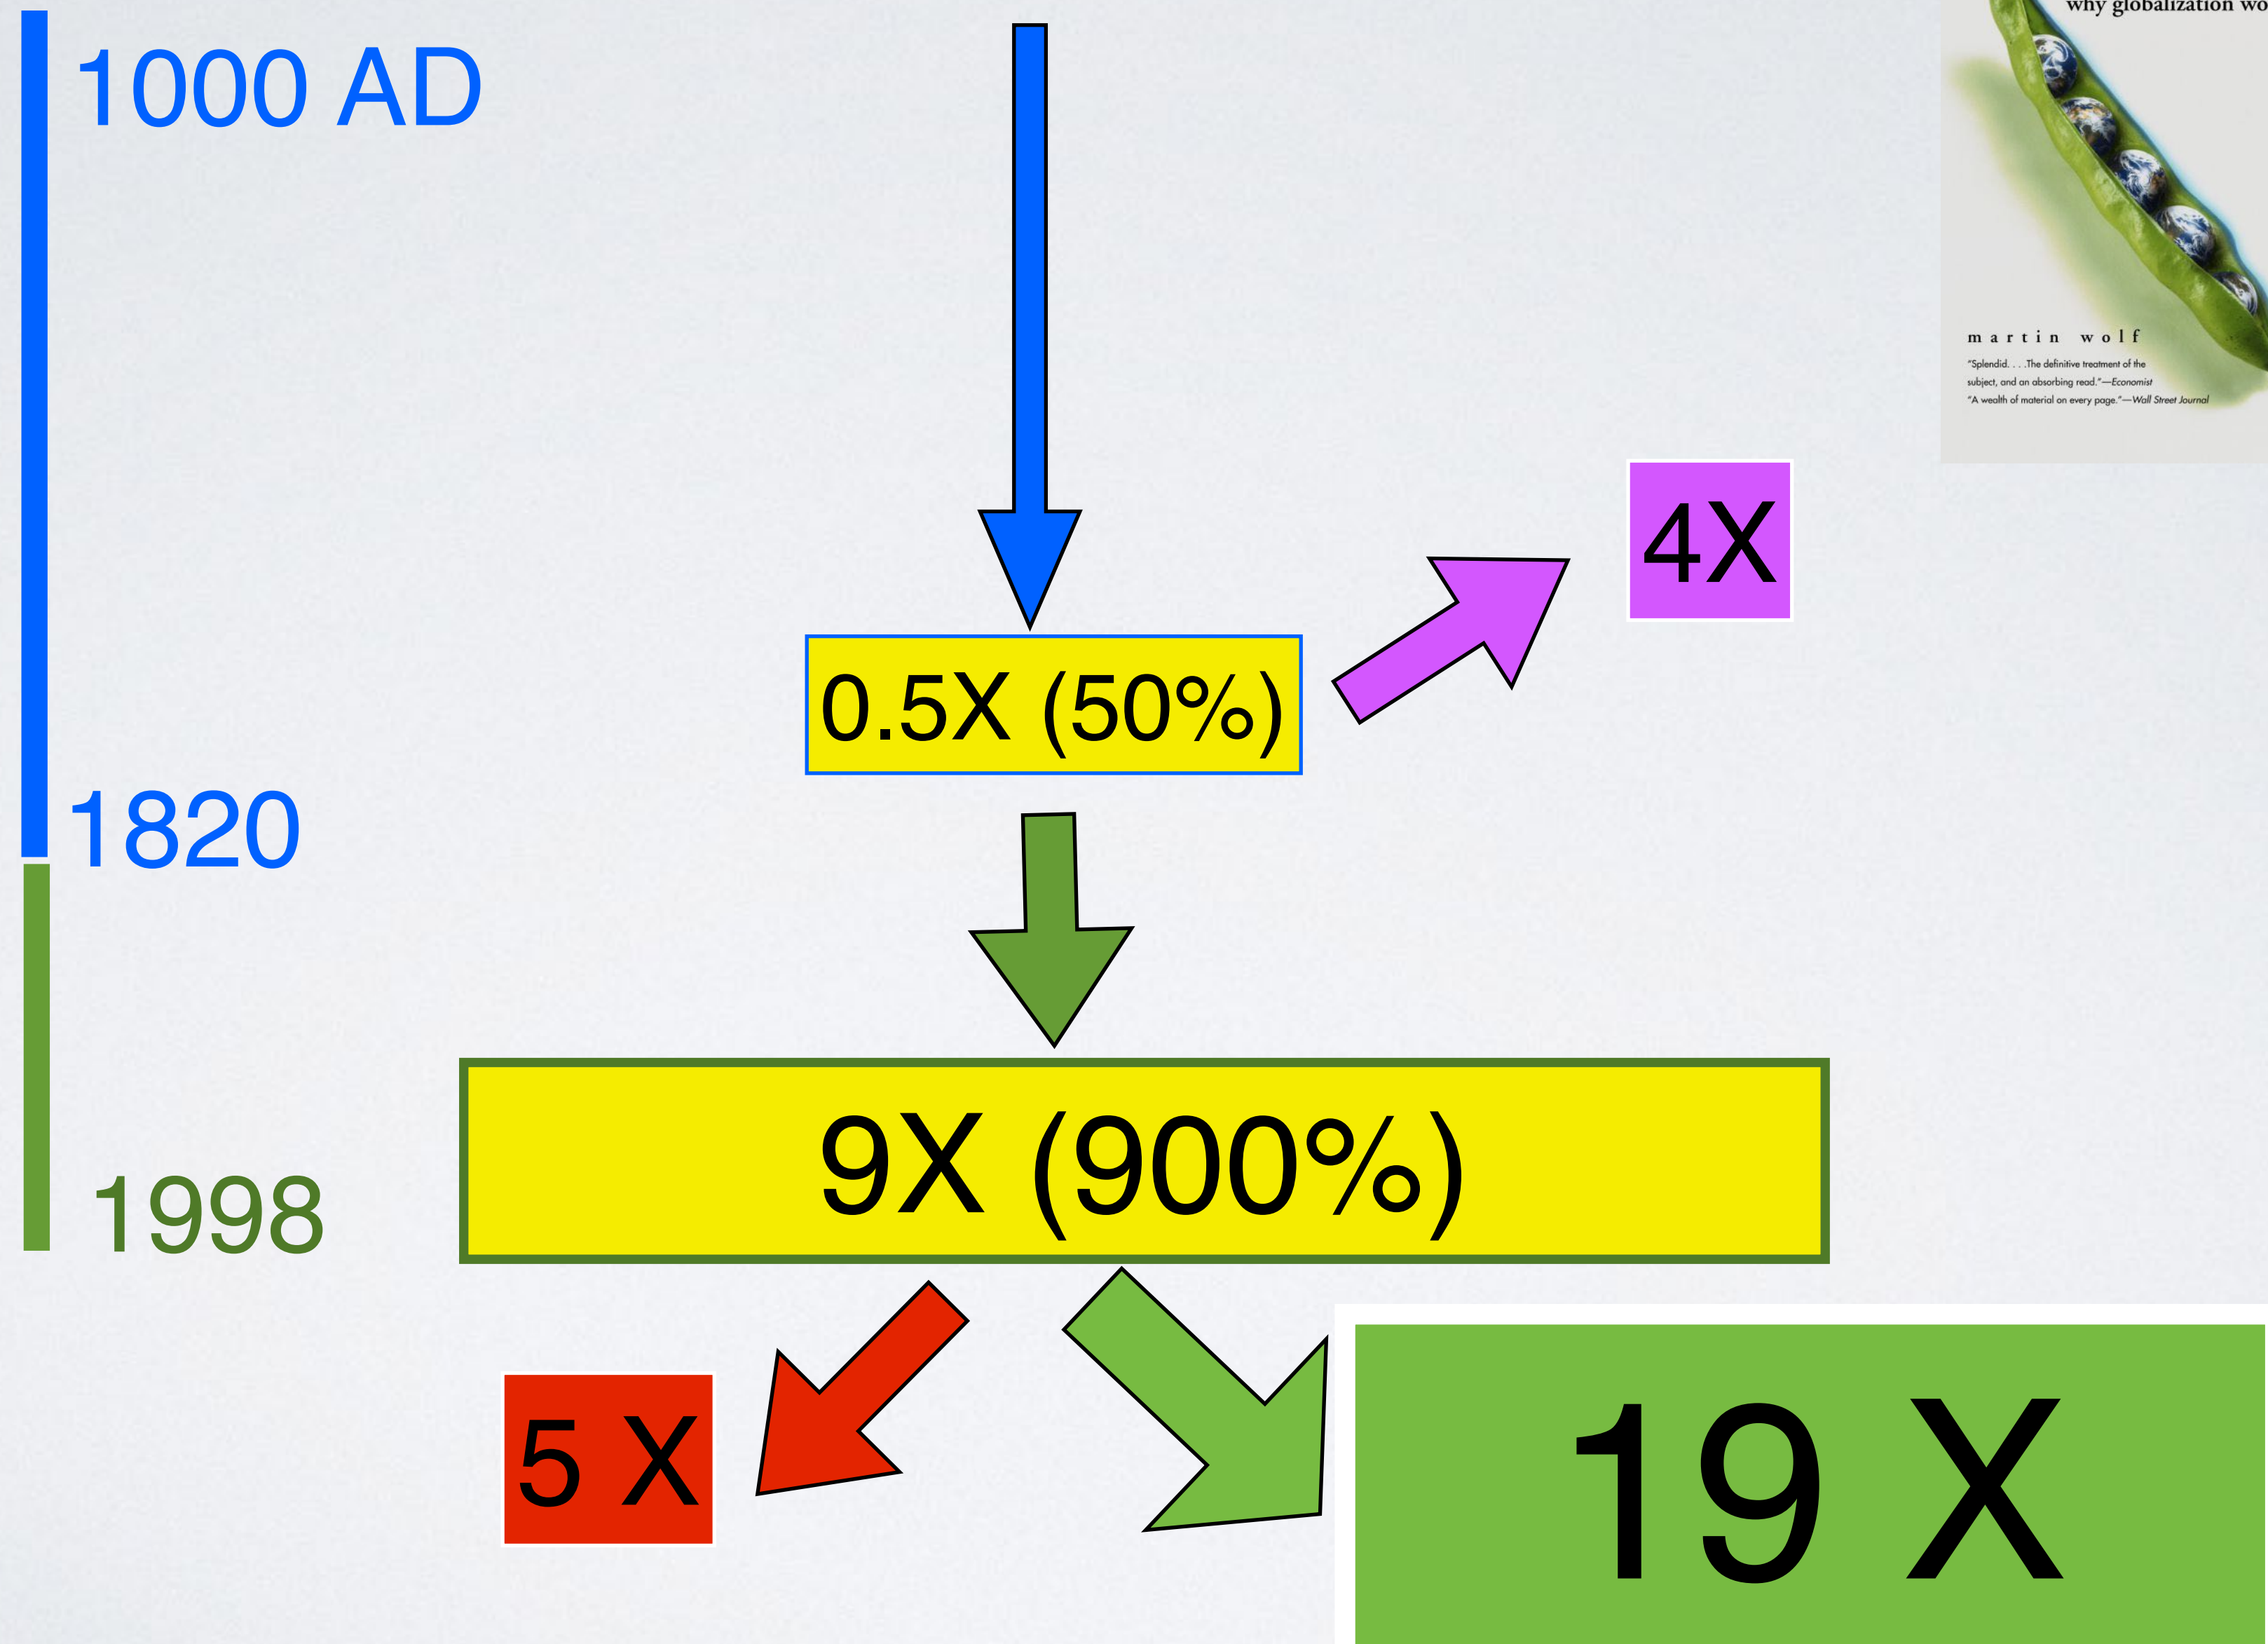 why globalization wo
1000 AD
martin wolf
"Splendid. . . .The definitive treatment of the
subject, and an absorbing read."—Economist
"A wealth of material on every page."—Wall Street Journal
4X
0.5X (50%)
1820
9X (900%)
1998
5 X
19 X